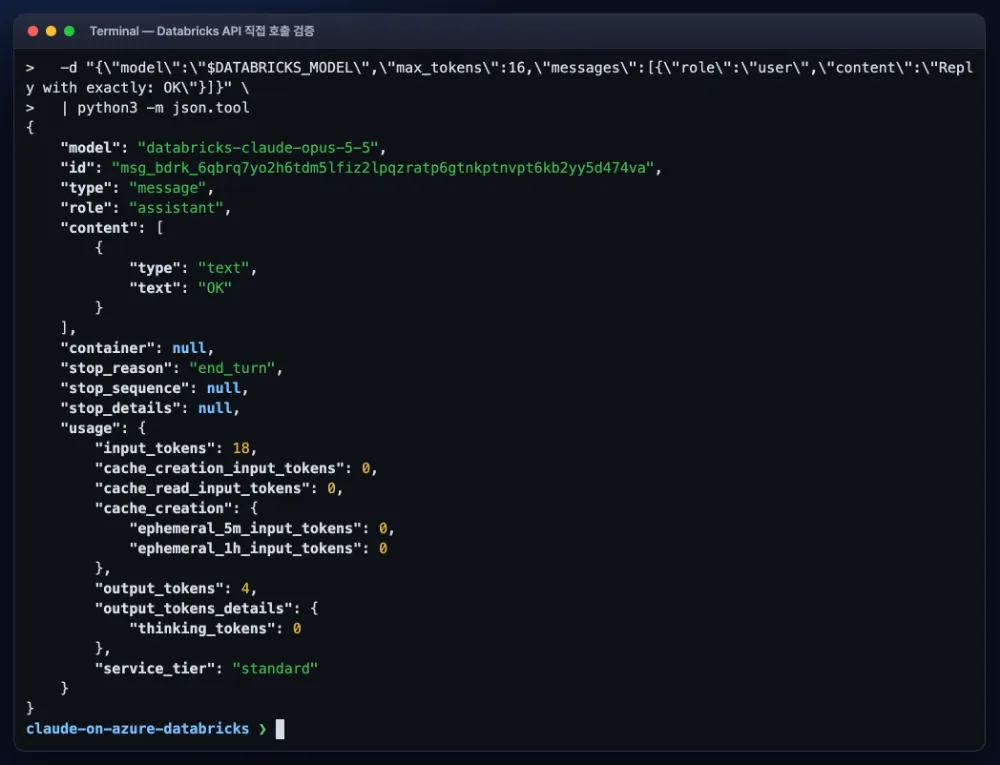 Terminal — Databricks API 직접 호출 검증
>   -d "{\"model\":\"$DATABRICKS_MODEL\",\"max_tokens\":16,\"messages\":[{\"role\":\"user\",\"content\":\"Repl
y with exactly: OK\"}]}" \
>   | python3 -m json.tool
{
    "model": "databricks-claude-opus-5-5",
    "id": "msg_bdrk_6qbrq7yo2h6tdm5lfiz2lpqzratp6gtnkptnvpt6kb2yy5d474va",
    "type": "message",
    "role": "assistant",
    "content": [
        {
            "type": "text",
            "text": "OK"
        }
    ],
    "container": null,
    "stop_reason": "end_turn",
    "stop_sequence": null,
    "stop_details": null,
    "usage": {
        "input_tokens": 18,
        "cache_creation_input_tokens": 0,
        "cache_read_input_tokens": 0,
        "cache_creation": {
            "ephemeral_5m_input_tokens": 0,
            "ephemeral_1h_input_tokens": 0
        },
        "output_tokens": 4,
        "output_tokens_details": {
            "thinking_tokens": 0
        },
        "service_tier": "standard"
    }
}
claude-on-azure-databricks ❯